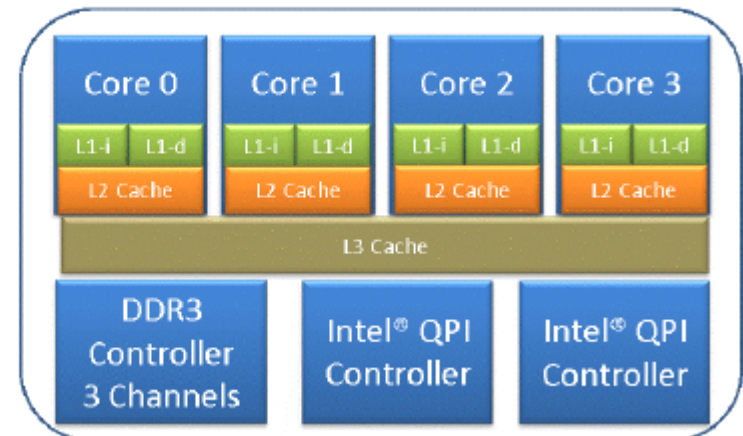 Core 0 Core 1 Core 2 Core 3
L1-i L1-d L1-i L1-d L1-i L1-d L1-i L1-d
L2 Cache L2 Cache L2 Cache L2 Cache
L3 Cache
DDR3
Controller
3 Channels
Intel® QPI
Controller
Intel® QPI
Controller